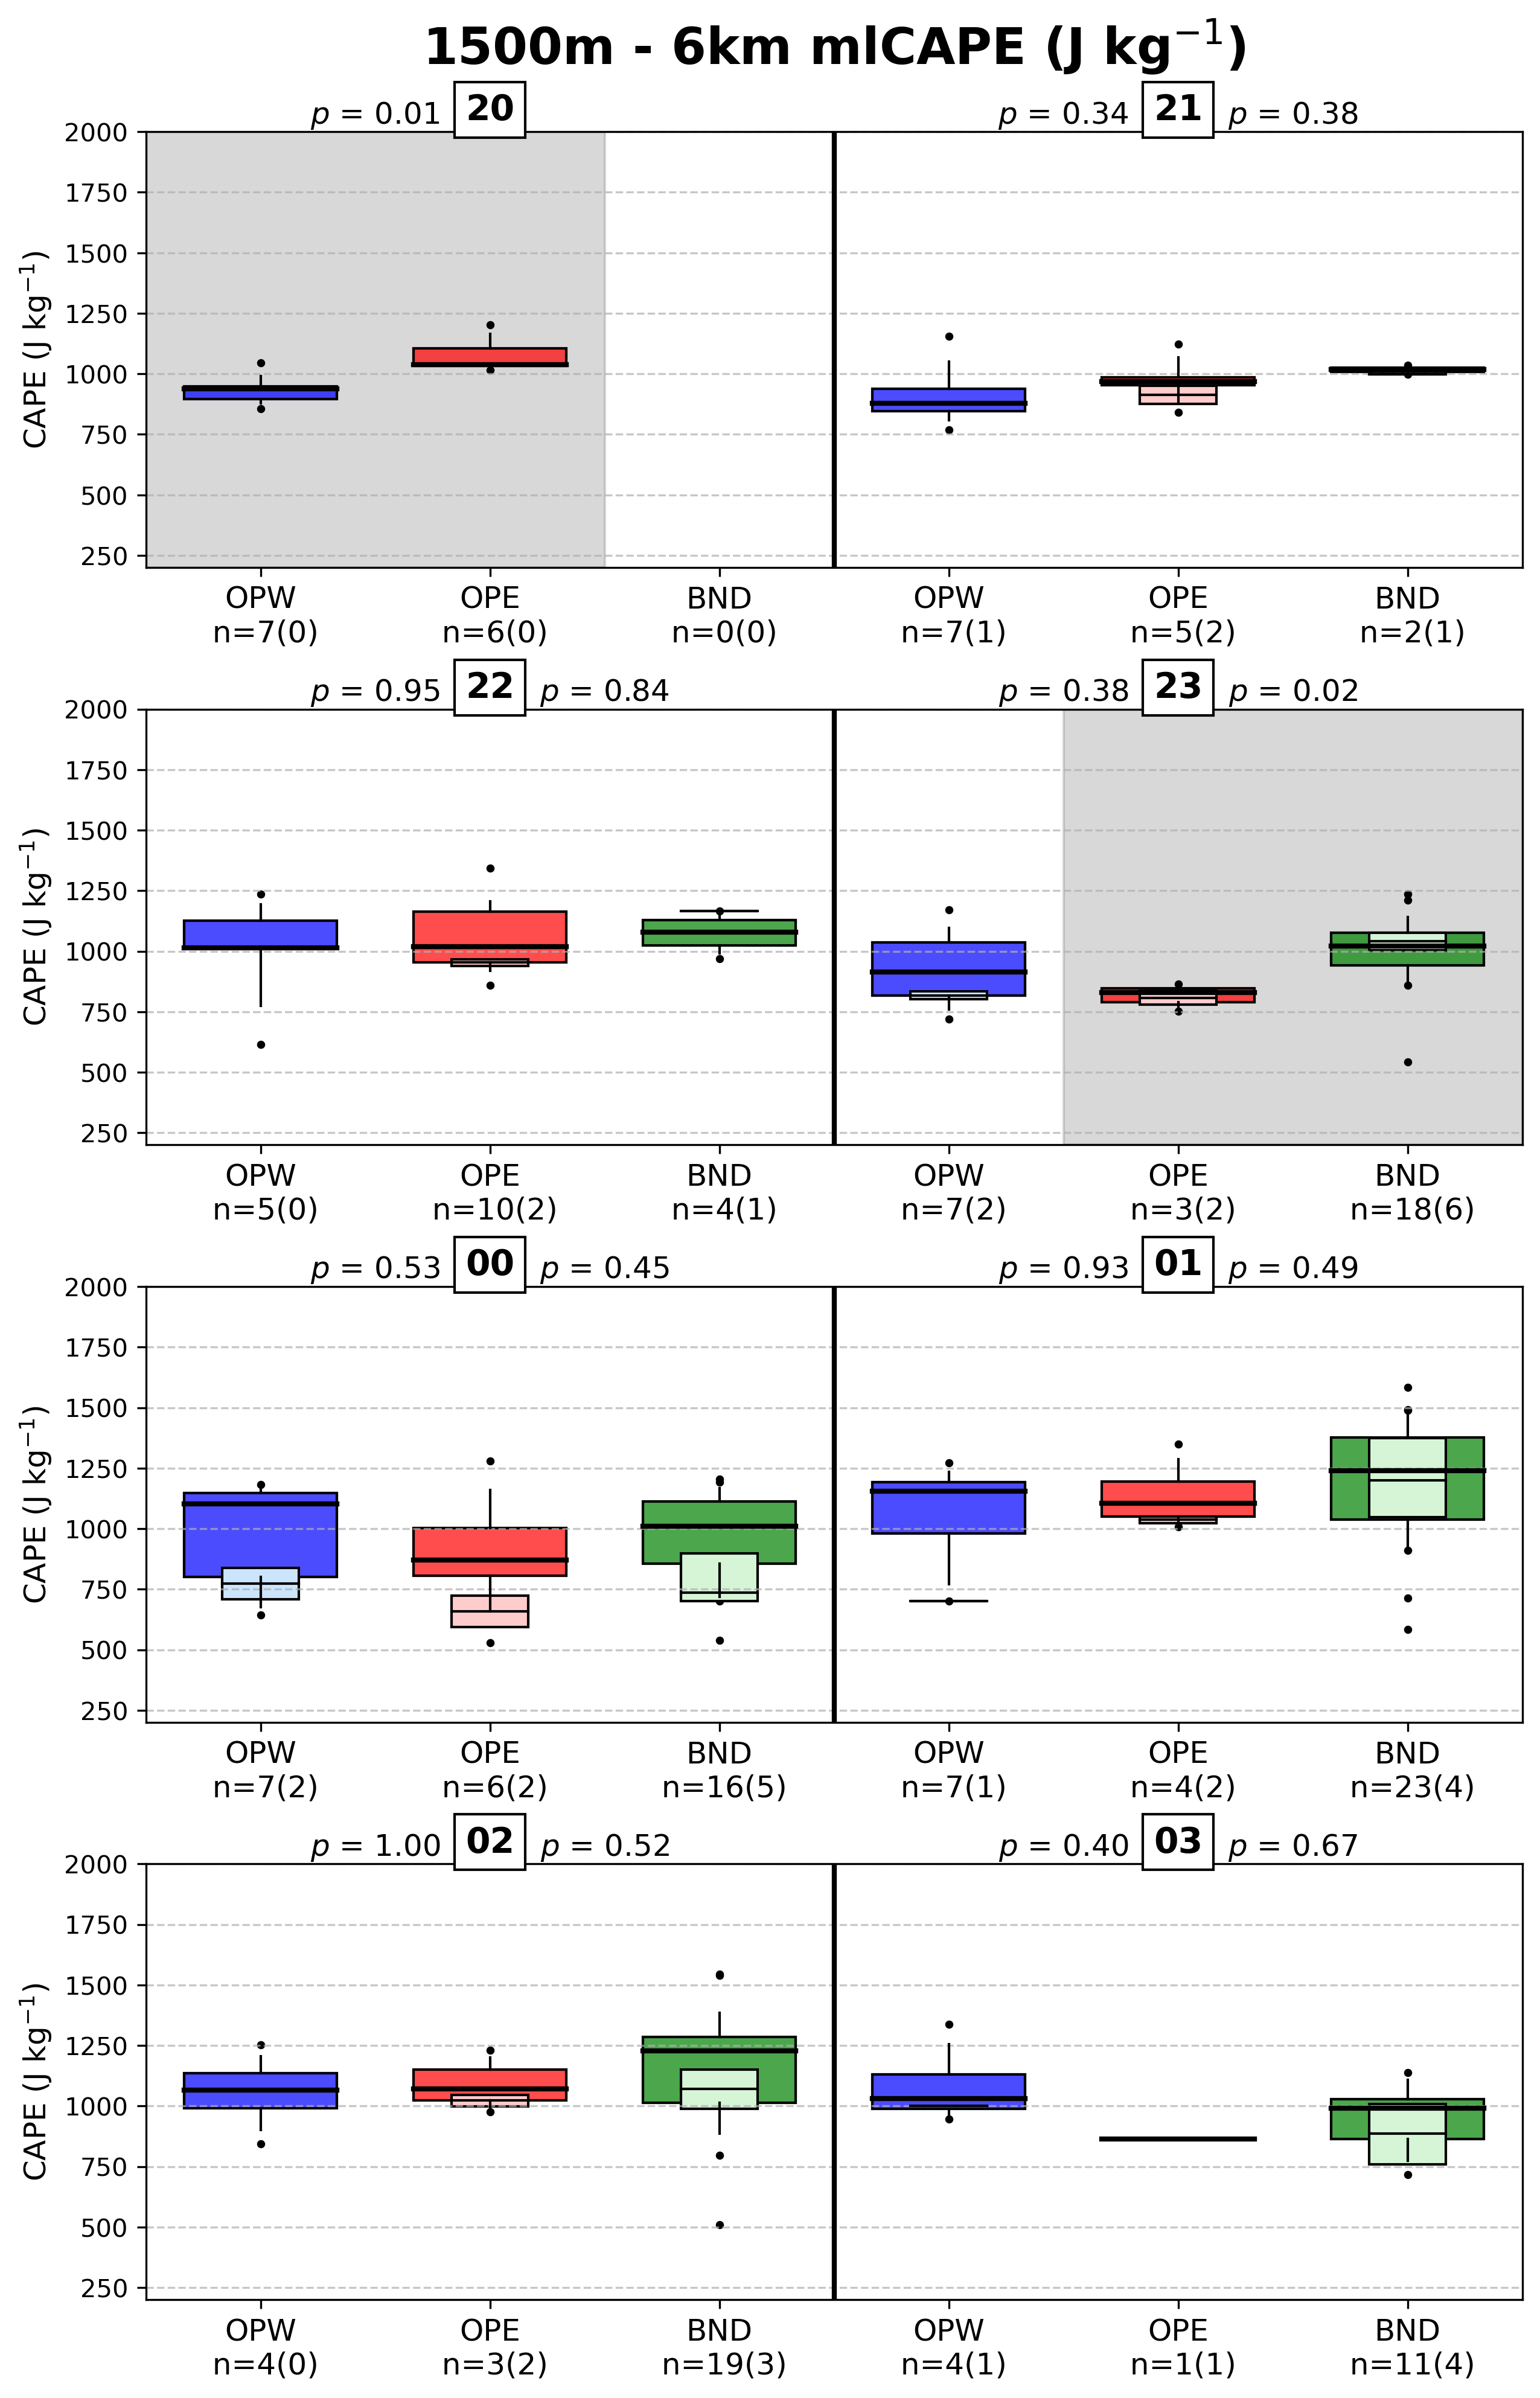 1500m - 6km mlCAPE (J kg⁻¹)
p = 0.01 20
p = 0.34 21 p = 0.38
CAPE (J kg⁻¹)
2000
1750
1500
1250
1000
750
500
250
OPW OPE BND OPW OPE BND
n=7(0) n=6(0) n=0(0) n=7(1) n=5(2) n=2(1)
p = 0.95 22 p = 0.84
p = 0.38 23 p = 0.02
CAPE (J kg⁻¹)
2000
1750
1500
1250
1000
750
500
250
OPW OPE BND OPW OPE BND
n=5(0) n=10(2) n=4(1) n=7(2) n=3(2) n=18(6)
p = 0.53 00 p = 0.45
p = 0.93 01 p = 0.49
CAPE (J kg⁻¹)
2000
1750
1500
1250
1000
750
500
250
OPW OPE BND OPW OPE BND
n=7(2) n=6(2) n=16(5) n=7(1) n=4(2) n=23(4)
p = 1.00 02 p = 0.52
p = 0.40 03 p = 0.67
CAPE (J kg⁻¹)
2000
1750
1500
1250
1000
750
500
250
OPW OPE BND OPW OPE BND
n=4(0) n=3(2) n=19(3) n=4(1) n=1(1) n=11(4)